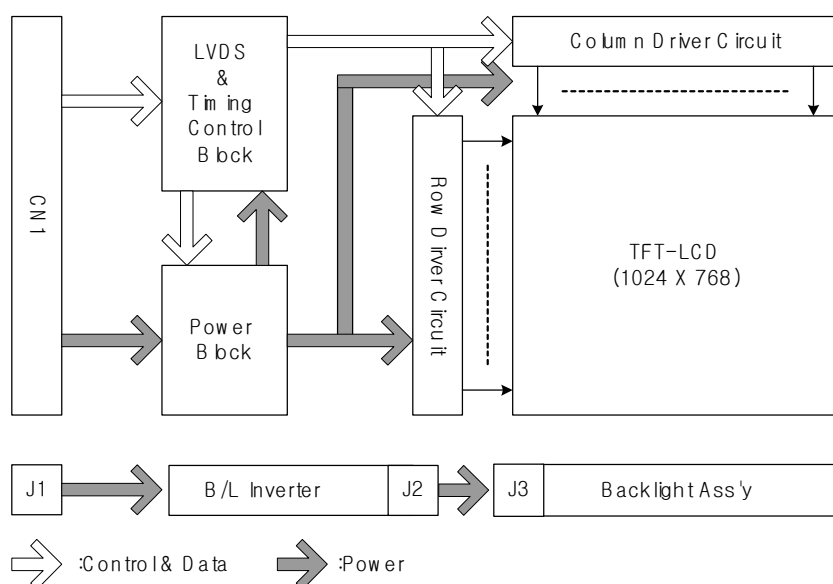 LVDS
&
Timing
Control
Block
Column Driver Circuit
CN1
Row Dirver Circuit
TFT-LCD
(1024 X 768)
Power
Block
J1
B/L Inverter
J2
J3
Backlight Ass'y
:Control & Data
:Power